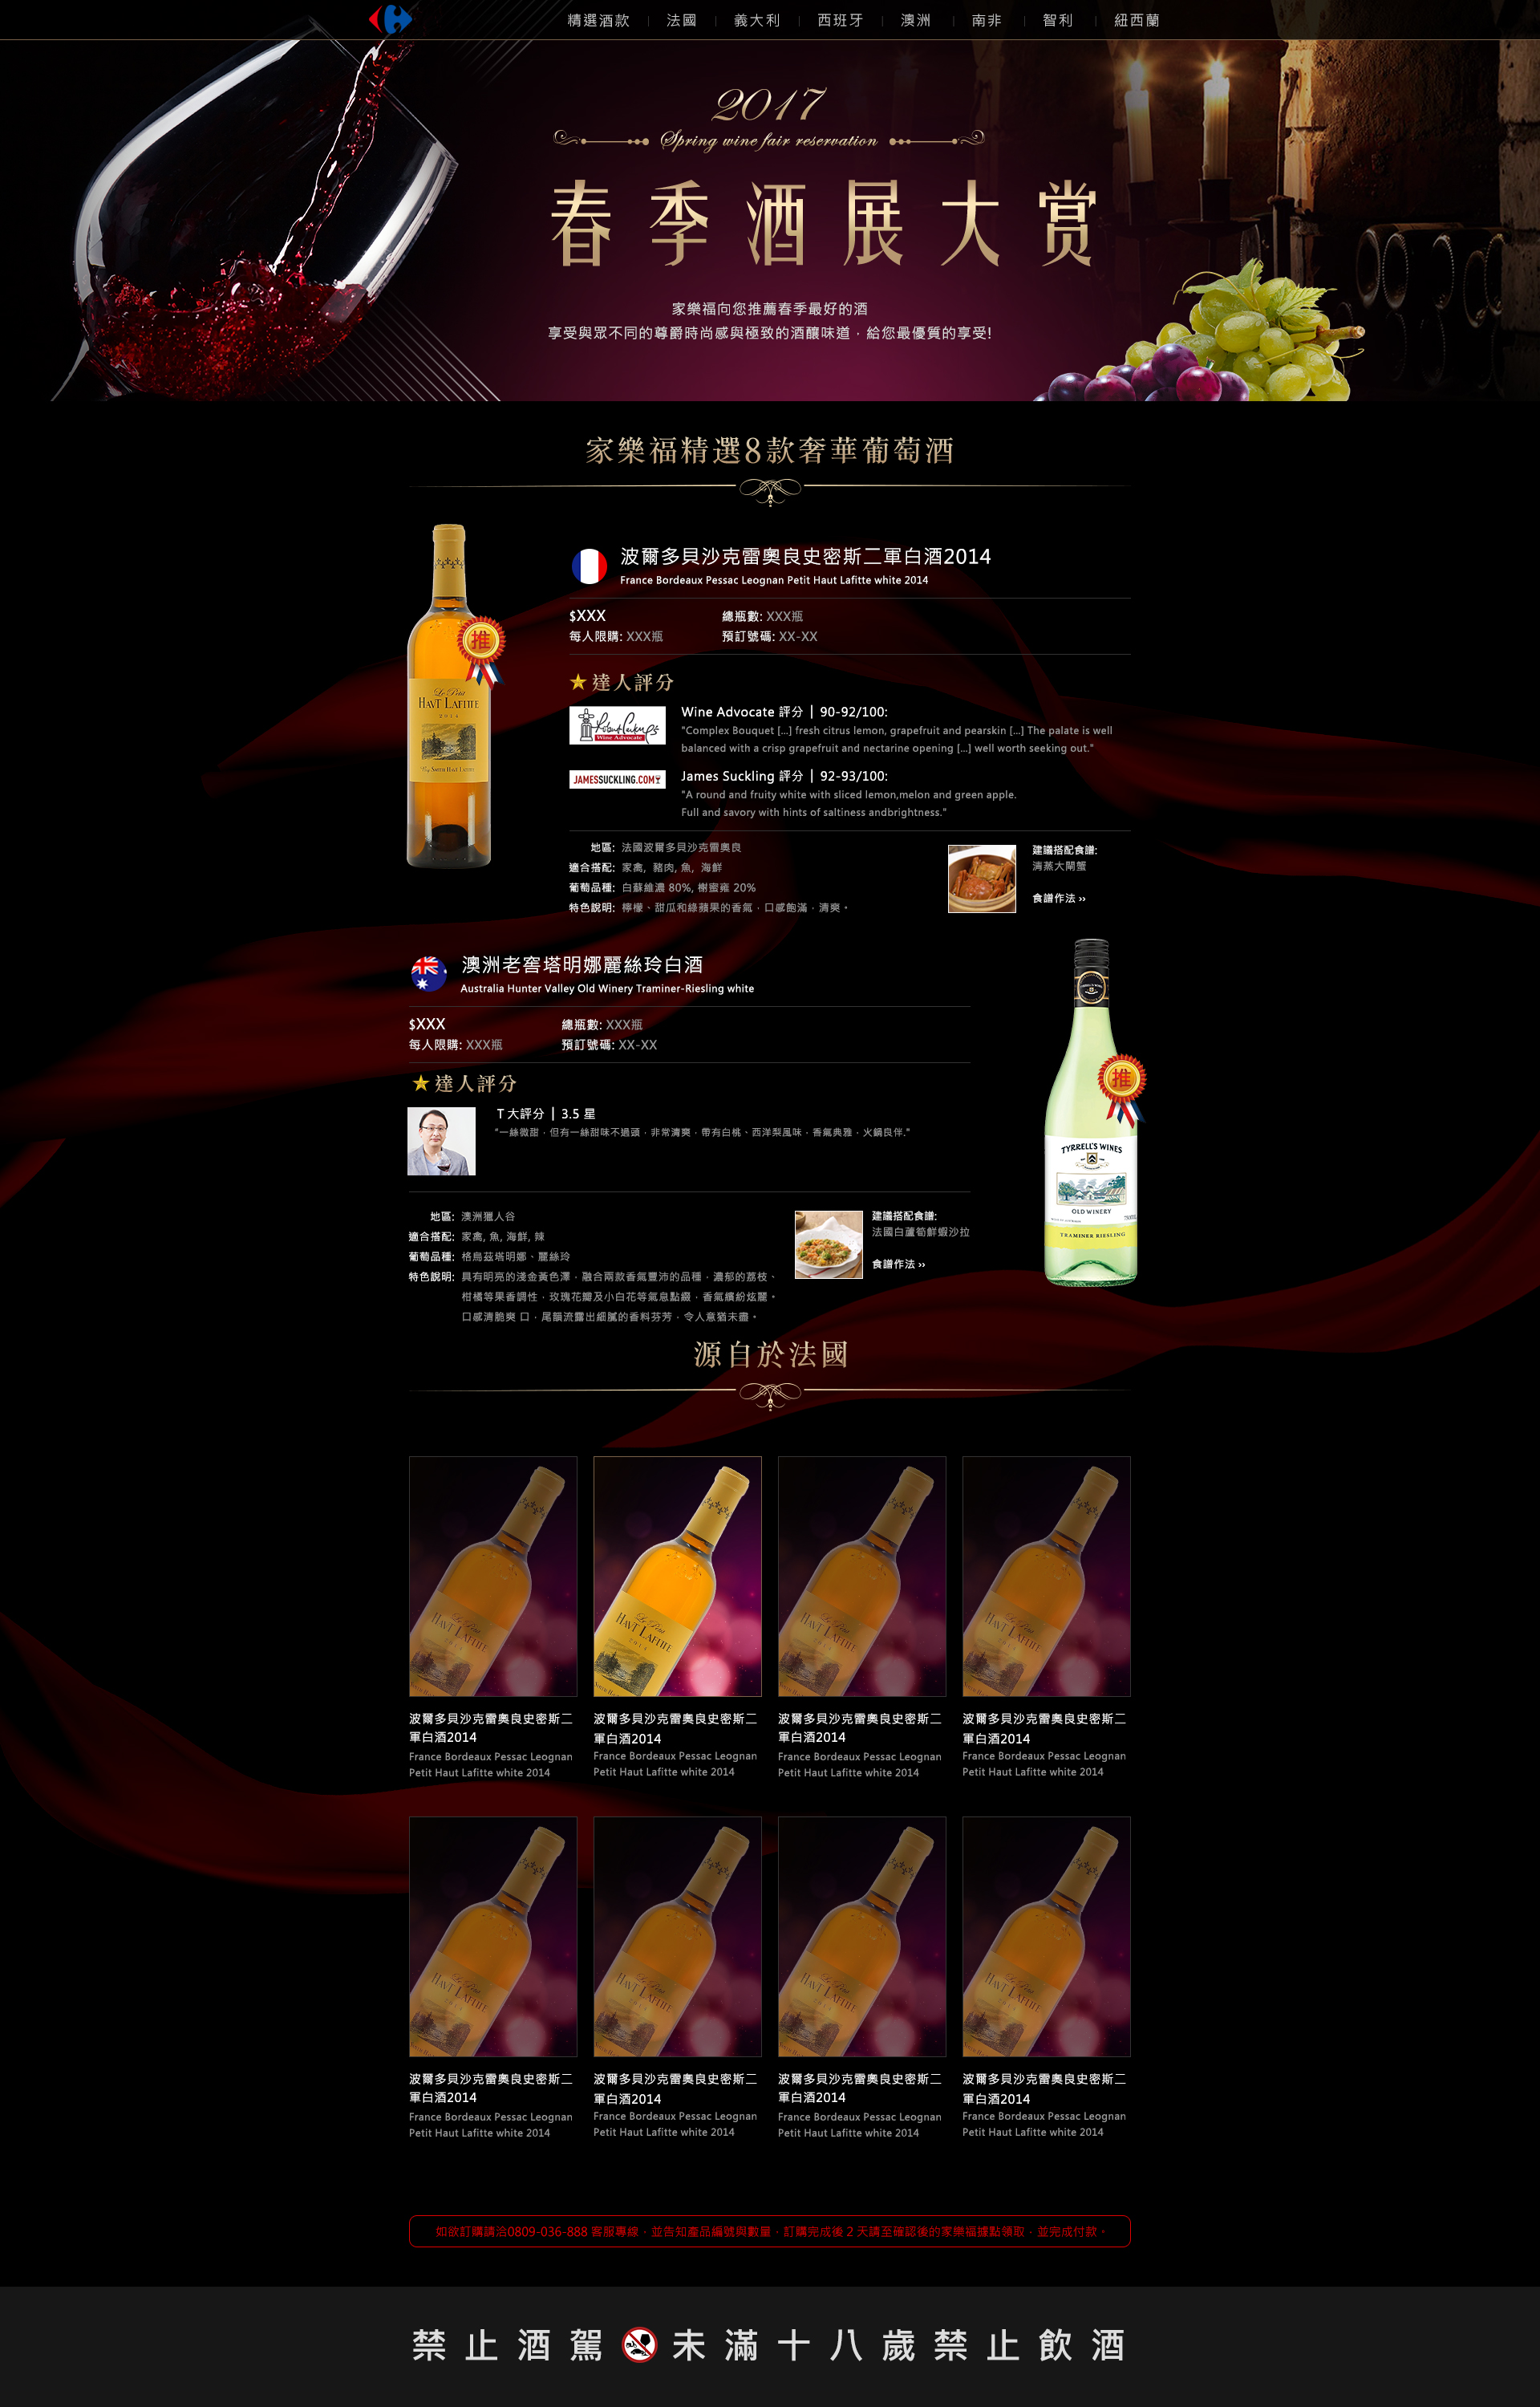 精選酒款 | 法國 | 義大利 | 西班牙 | 澳洲 | 南非 | 智利 | 紐西蘭
2017
Spring wine fair reservation
春季酒展大赏
家樂福向您推薦春季最好的酒
享受與眾不同的尊爵時尚感與極致的酒釀味道，給您最優質的享受!
家樂福精選8款奢華葡萄酒
波爾多貝沙克雷奧良史密斯二軍白酒2014
France Bordeaux Pessac Leognan Petit Haut Lafitte white 2014
$XXX
總瓶數: XXX瓶
每人限購: XXX瓶
預訂號碼: XX-XX
推
Le Petit
HAUT LAFITTE
2014
達人評分
Wine Advocate
Wine Advocate 評分 | 90-92/100:
"Complex Bouquet [...] fresh citrus lemon, grapefruit and pearskin [...] The palate is well
balanced with a crisp grapefruit and nectarine opening [...] well worth seeking out."
JAMESSUCKLING.COM
James Suckling 評分 | 92-93/100:
"A round and fruity white with sliced lemon,melon and green apple.
Full and savory with hints of saltiness andbrightness."
地區: 法國波爾多貝沙克雷奧良
適合搭配: 家禽, 豬肉, 魚, 海鮮
葡萄品種: 白蘇維濃 80%, 榭蜜雍 20%
特色說明: 檸檬、甜瓜和綠蘋果的香氣，口感飽滿，清爽。
建議搭配食譜:
清蒸大閘蟹
食譜作法 ››
澳洲老窖塔明娜麗絲玲白酒
Australia Hunter Valley Old Winery Traminer-Riesling white
$XXX
總瓶數: XXX瓶
每人限購: XXX瓶
預訂號碼: XX-XX
達人評分
T大評分 | 3.5 星
"一絲微甜，但有一絲甜味不過頭，非常清爽，帶有白桃、西洋梨風味，香氣典雅，火鍋良伴."
推
TYRRELL'S WINES
OLD WINERY
TRAMINER RIESLING
地區: 澳洲獵人谷
適合搭配: 家禽, 魚, 海鮮, 辣
葡萄品種: 格烏茲塔明娜、麗絲玲
特色說明: 具有明亮的淺金黃色澤，融合兩款香氣豐沛的品種，濃郁的荔枝、
柑橘等果香調性，玫瑰花瓣及小白花等氣息點綴，香氣繽紛炫麗。
口感清脆爽 口，尾韻流露出細膩的香料芬芳，令人意猶未盡。
建議搭配食譜:
法國白蘆筍鮮蝦沙拉
食譜作法 ››
源自於法國
波爾多貝沙克雷奧良史密斯二
軍白酒2014
France Bordeaux Pessac Leognan
Petit Haut Lafitte white 2014
波爾多貝沙克雷奧良史密斯二
軍白酒2014
France Bordeaux Pessac Leognan
Petit Haut Lafitte white 2014
波爾多貝沙克雷奧良史密斯二
軍白酒2014
France Bordeaux Pessac Leognan
Petit Haut Lafitte white 2014
波爾多貝沙克雷奧良史密斯二
軍白酒2014
France Bordeaux Pessac Leognan
Petit Haut Lafitte white 2014
波爾多貝沙克雷奧良史密斯二
軍白酒2014
France Bordeaux Pessac Leognan
Petit Haut Lafitte white 2014
波爾多貝沙克雷奧良史密斯二
軍白酒2014
France Bordeaux Pessac Leognan
Petit Haut Lafitte white 2014
波爾多貝沙克雷奧良史密斯二
軍白酒2014
France Bordeaux Pessac Leognan
Petit Haut Lafitte white 2014
波爾多貝沙克雷奧良史密斯二
軍白酒2014
France Bordeaux Pessac Leognan
Petit Haut Lafitte white 2014
如欲訂購請洽0809-036-888 客服專線，並告知產品編號與數量，訂購完成後 2 天請至確認後的家樂福據點領取，並完成付款。
禁止酒駕 未滿十八歲禁止飲酒